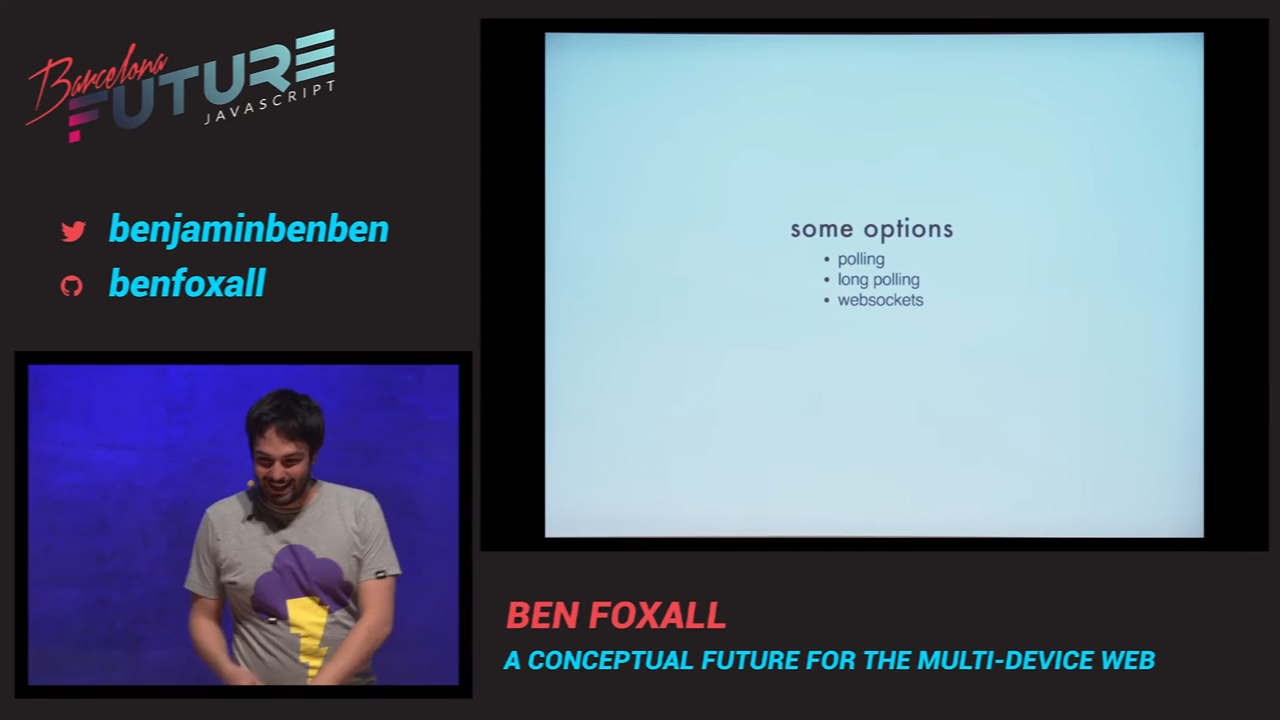 Barcelona
FUTURE
JAVASCRIPT
benjaminbenben
benfoxall
some options
• polling
• long polling
• websockets
BEN FOXALL
A CONCEPTUAL FUTURE FOR THE MULTI-DEVICE WEB